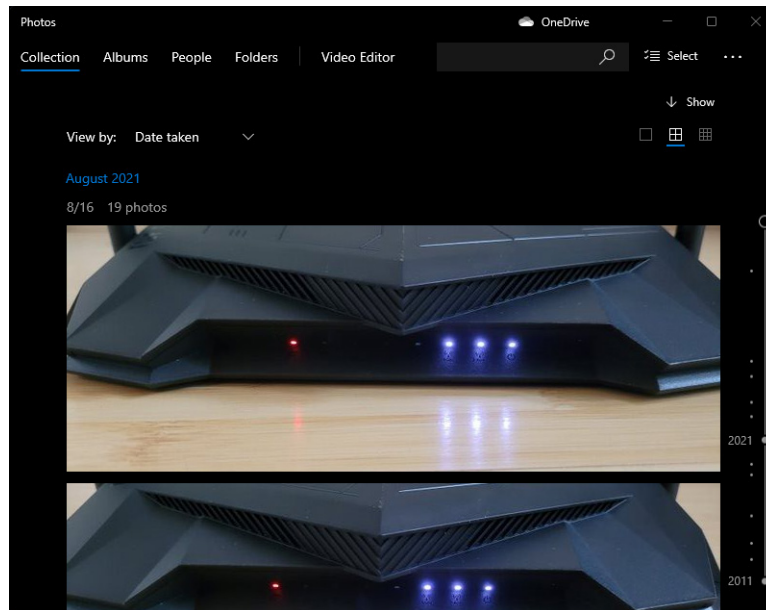 Photos OneDrive
Collection Albums People Folders Video Editor Select
Show
View by: Date taken
August 2021
8/16 19 photos
2021
2011